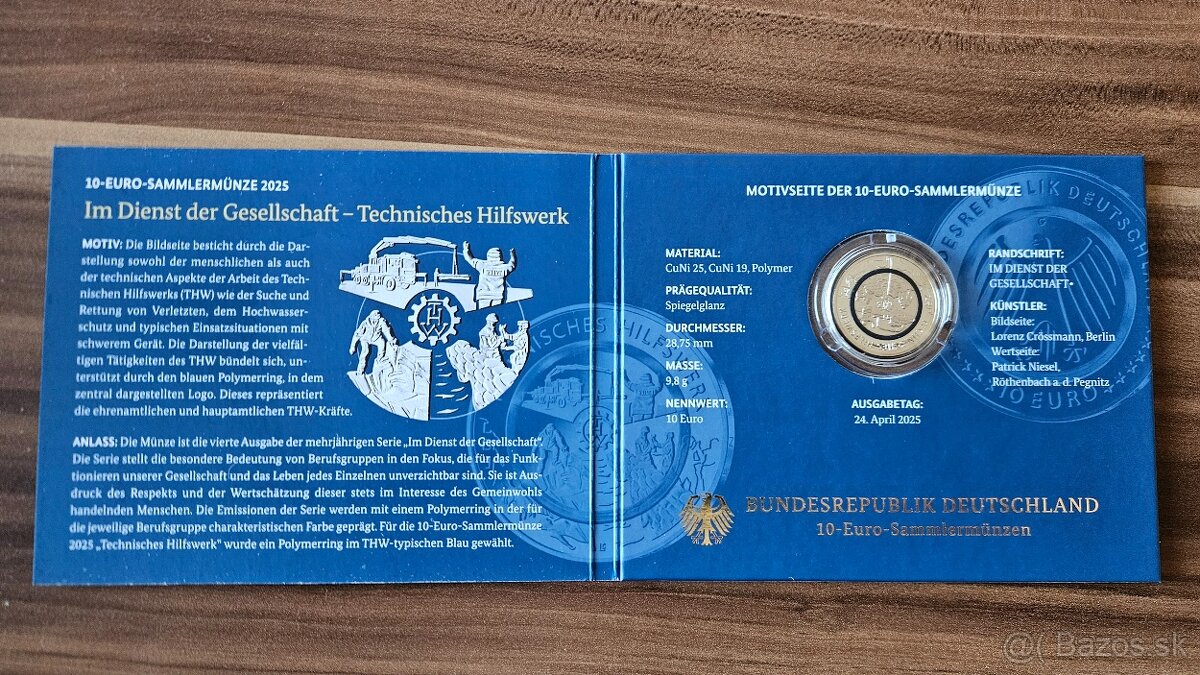 10-EURO-SAMMLERMÜNZE 2025
Im Dienst der Gesellschaft – Technisches Hilfswerk
MOTIV: Die Bildseite besticht durch die Dar-
stellung sowohl der menschlichen als auch
der technischen Aspekte der Arbeit des Tech-
nischen Hilfswerks (THW) wie der Suche und
Rettung von Verletzten, dem Hochwasser-
schutz und typischen Einsatzsituationen mit
schwerem Gerät. Die Darstellung der vielfäl-
tigen Tätigkeiten des THW bündelt sich, un-
terstützt durch den blauen Polymerring, in dem
zentral dargestellten Logo. Dieses repräsentiert
die ehrenamtlichen und hauptamtlichen THW-Kräfte.
ANLASS: Die Münze ist die vierte Ausgabe der mehrjährigen Serie „Im Dienst der Gesellschaft“.
Die Serie stellt die besondere Bedeutung von Berufsgruppen in den Fokus, die für das Funk-
tionieren unserer Gesellschaft und das Leben jedes Einzelnen unverzichtbar sind. Sie ist Aus-
druck des Respekts und der Wertschätzung dieser stets im Interesse des Gemeinwohls
handelnden Menschen. Die Emissionen der Serie werden mit einem Polymerring in der für
die jeweilige Berufsgruppe charakteristischen Farbe geprägt. Für die 10-Euro-Sammlermünze
2025 „Technisches Hilfswerk“ wurde ein Polymerring im THW-typischen Blau gewählt.
TECHNISCHES HILFSWERK
MOTIVSEITE DER 10-EURO-SAMMLERMÜNZE
MATERIAL:
CuNi 25, CuNi 19, Polymer
PRÄGEQUALITÄT:
Spiegelglanz
DURCHMESSER:
28,75 mm
MASSE:
9,8 g
NENNWERT:
10 Euro
AUSGABETAG:
24. April 2025
RANDSCHRIFT:
IM DIENST DER
GESELLSCHAFT•
KÜNSTLER:
Bildseite:
Lorenz Crössmann, Berlin
Wertseite:
Patrick Niesel,
Röthenbach a. d. Pegnitz
BUNDESREPUBLIK DEUTSCHLAND
10 EURO
BUNDESREPUBLIK DEUTSCHLAND
10-Euro-Sammlermünzen
Bazos.sk